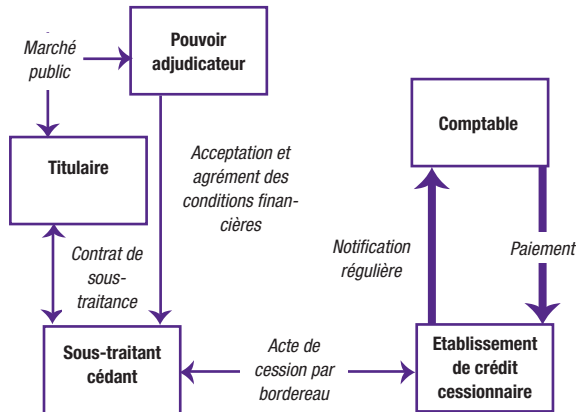 Marché
public
Pouvoir
adjudicateur
Titulaire
Acceptation et
agrément des
conditions finan-
cières
Contrat de
sous-
traitance
Sous-traitant
cédant
Acte de
cession par
bordereau
Comptable
Notification
régulière
Paiement
Etablissement
de crédit
cessionnaire